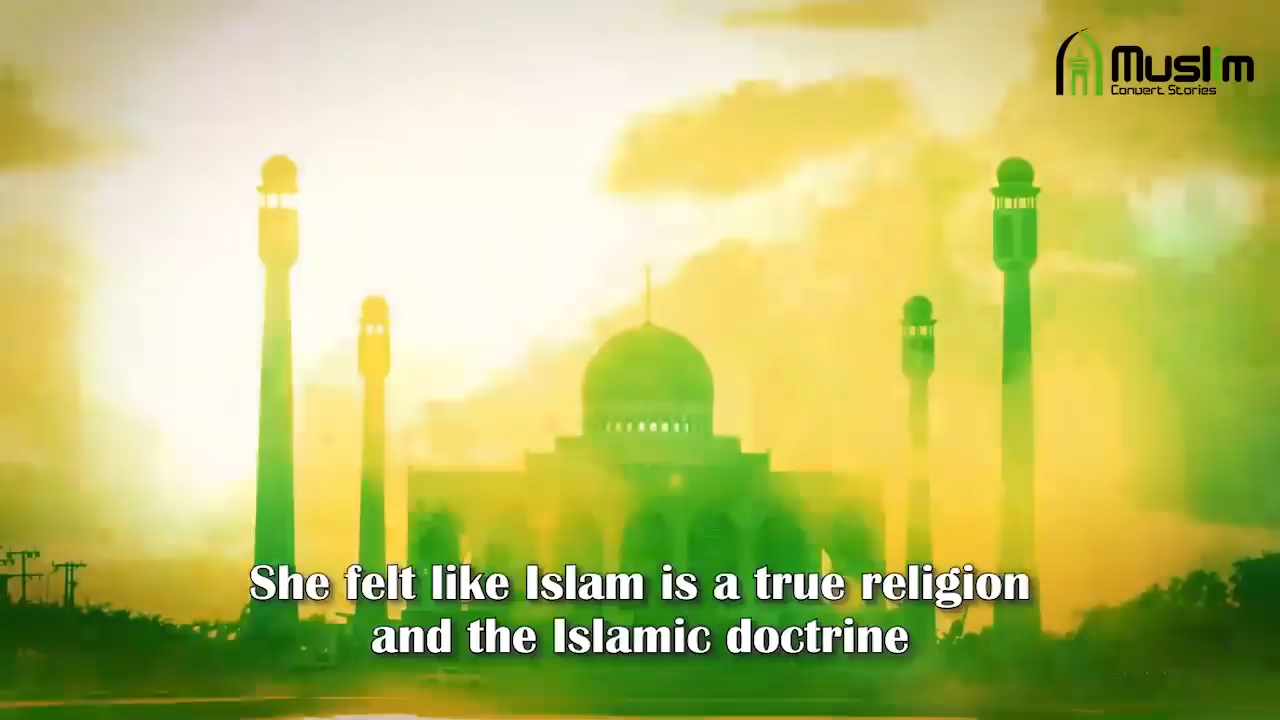 Muslim
Convert Stories
She felt like Islam is a true religion
and the Islamic doctrine